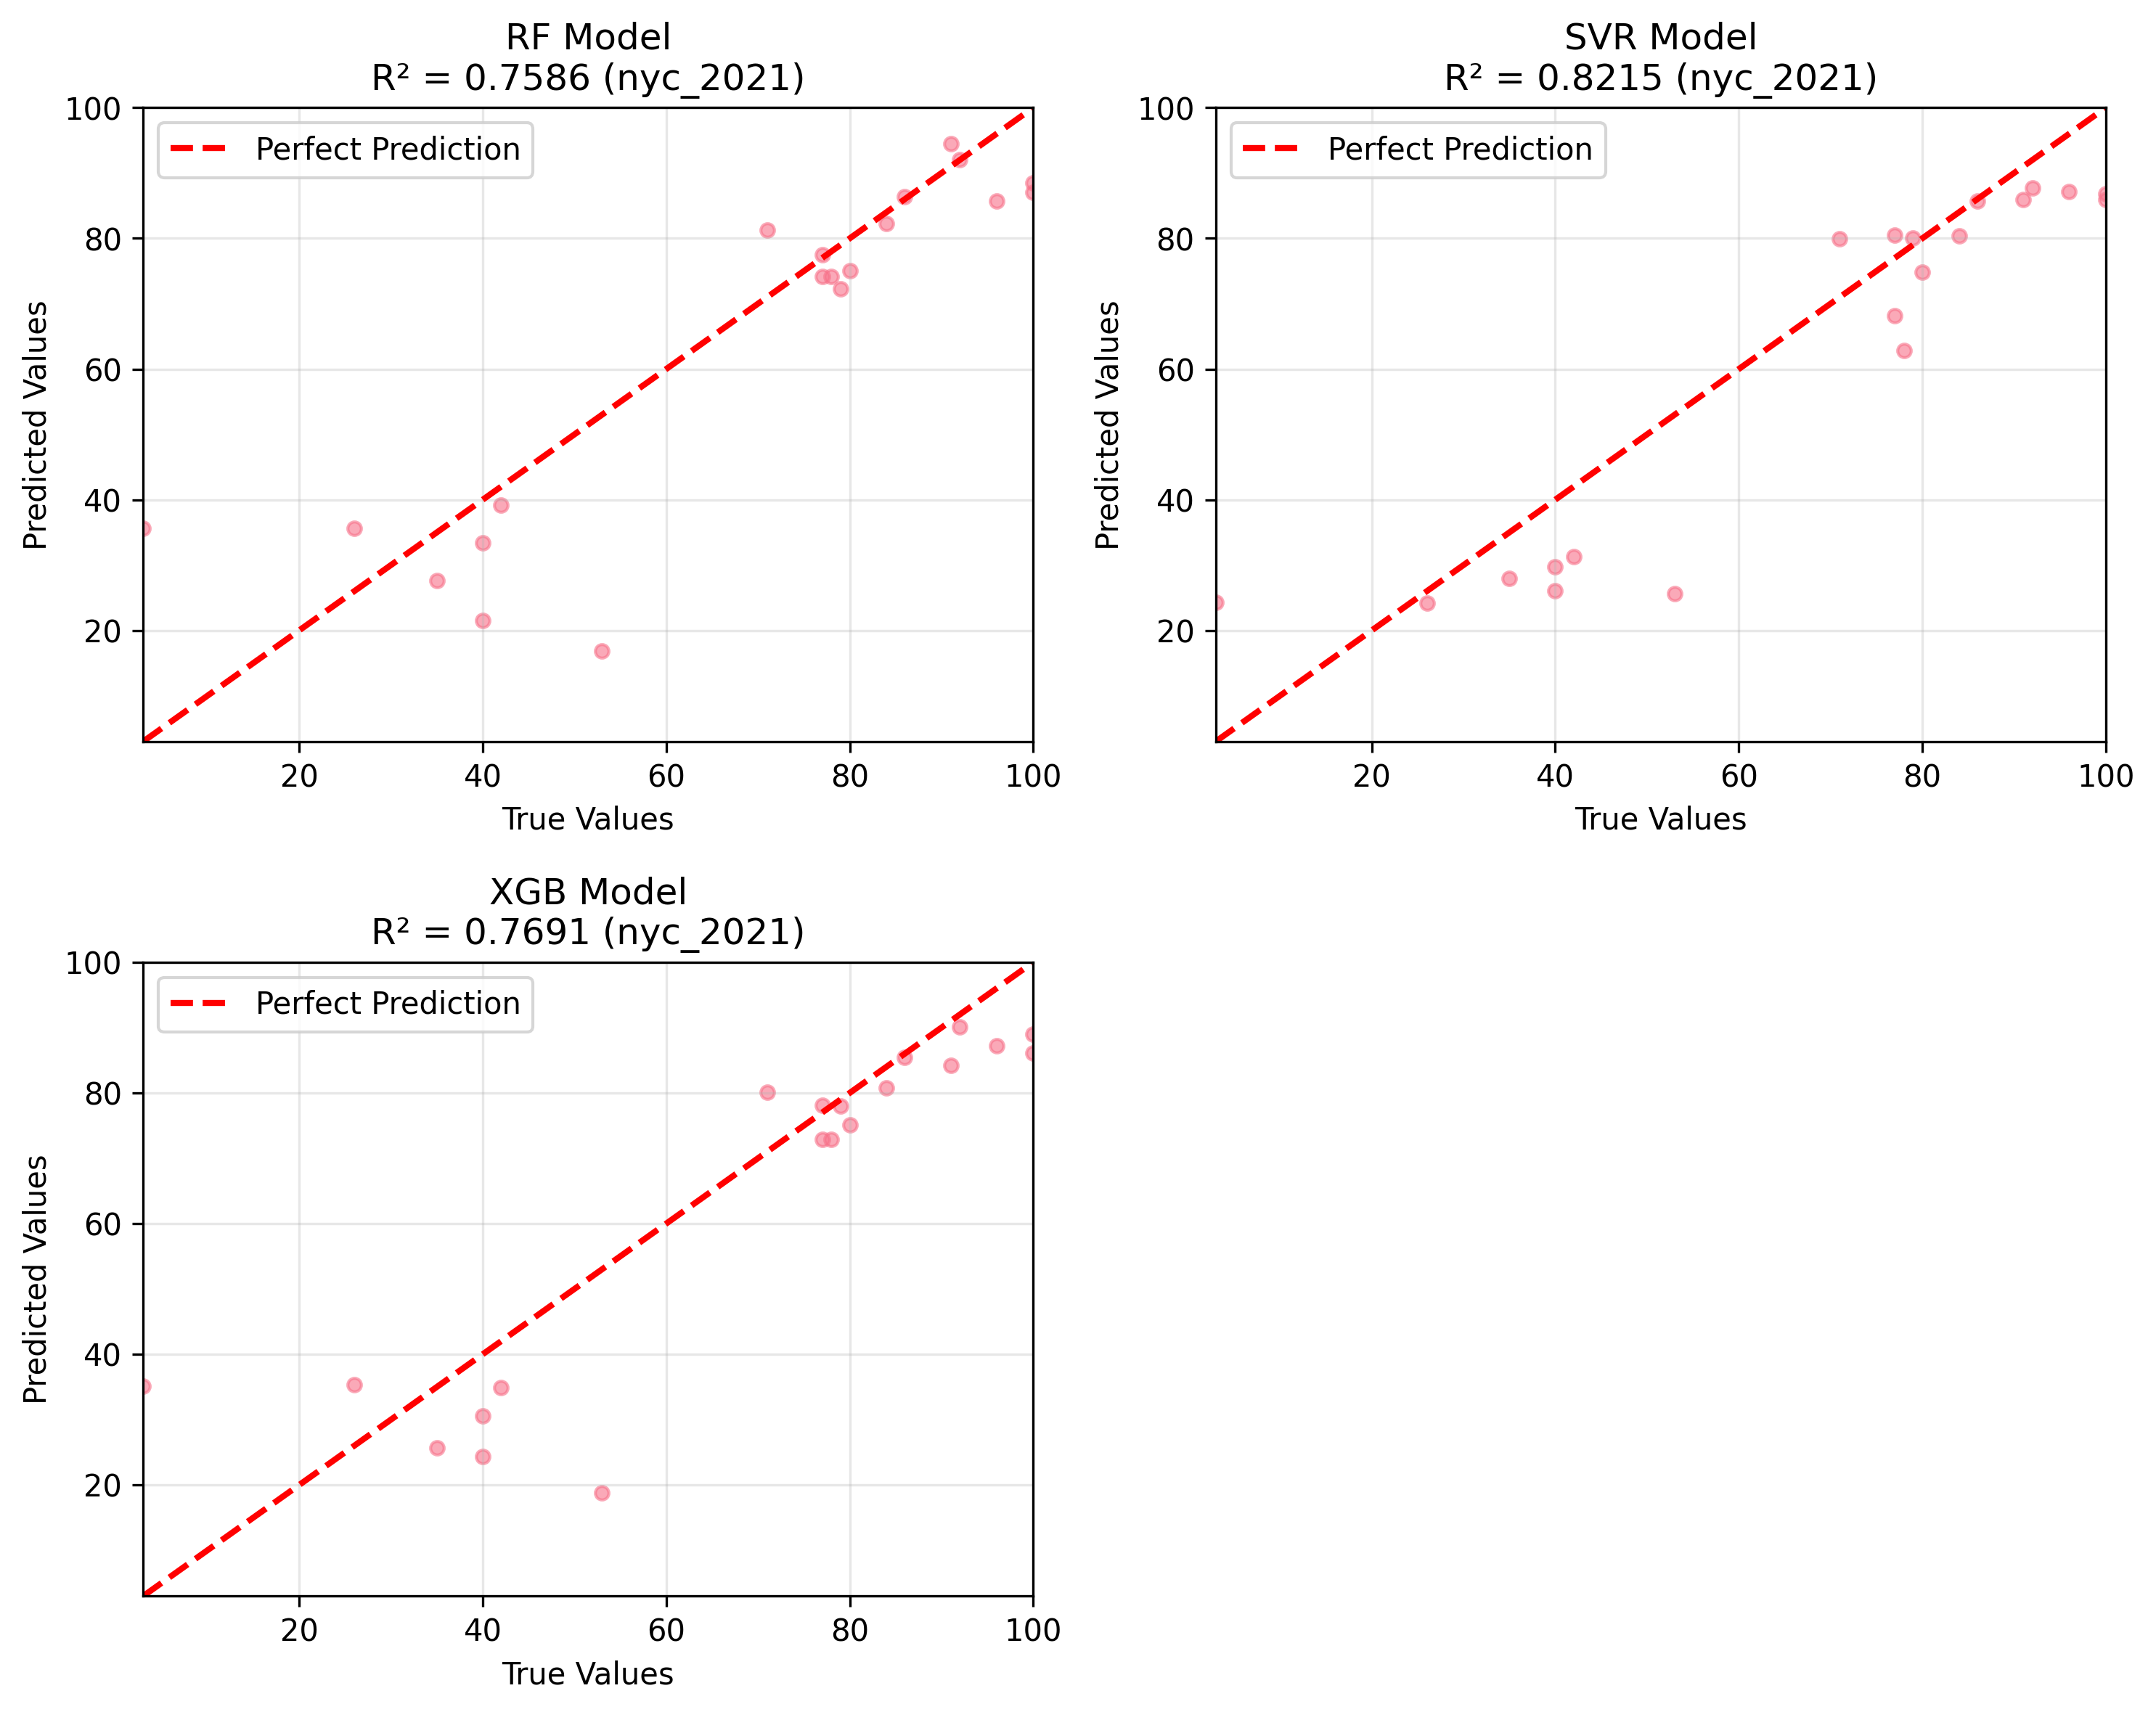 RF Model
R² = 0.7586 (nyc_2021)
Perfect Prediction
100
80
60
40
20
Predicted Values
20 40 60 80 100
True Values
SVR Model
R² = 0.8215 (nyc_2021)
Perfect Prediction
100
80
60
40
20
Predicted Values
20 40 60 80 100
True Values
XGB Model
R² = 0.7691 (nyc_2021)
Perfect Prediction
100
80
60
40
20
Predicted Values
20 40 60 80 100
True Values